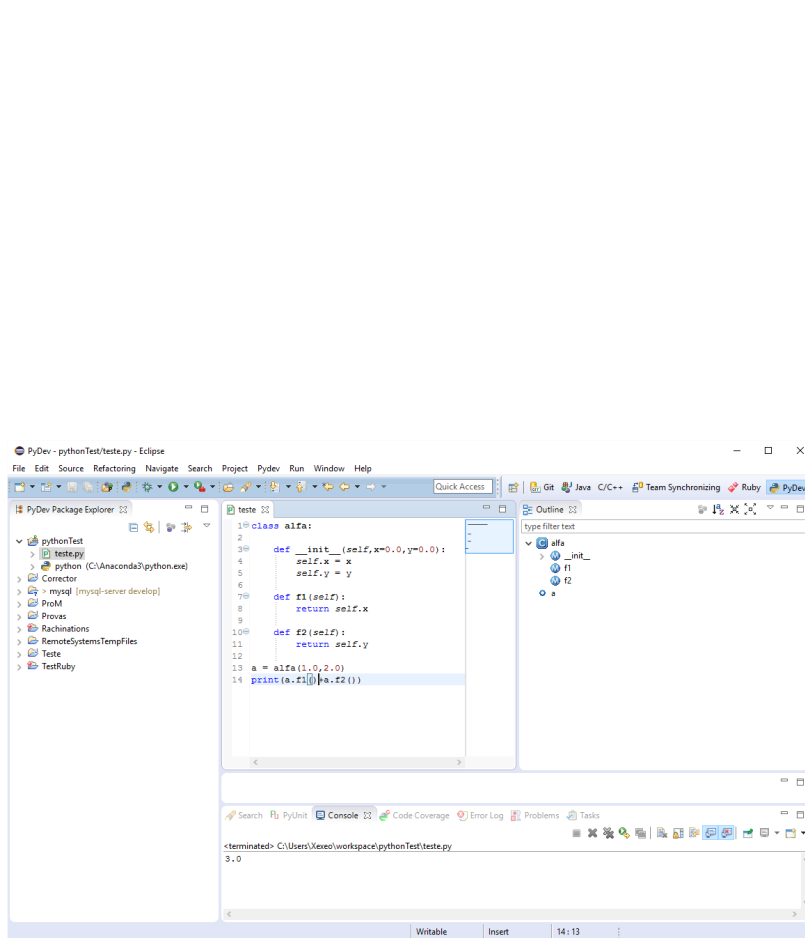 PyDev - pythonTest/teste.py - Eclipse
File Edit Source Refactoring Navigate Search Project Pydev Run Window Help
Quick Access
Git Java C/C++ Team Synchronizing Ruby PyDev
PyDev Package Explorer
pythonTest
teste.py
python (C:\Anaconda3\python.exe)
Corrector
> mysql [mysql-server develop]
ProM
Provas
Rachinations
RemoteSystemsTempFiles
Teste
TestRuby
teste
1 class alfa:
2
3 def __init__(self,x=0.0,y=0.0):
4 self.x = x
5 self.y = y
6
7 def f1(self):
8 return self.x
9
10 def f2(self):
11 return self.y
12
13 a = alfa(1.0,2.0)
14 print(a.f1()+a.f2())
Outline
type filter text
alfa
__init__
f1
f2
a
Search PyUnit Console Code Coverage Error Log Problems Tasks
<terminated> C:\Users\Xexeo\workspace\pythonTest\teste.py
3.0
Writable Insert 14 : 13